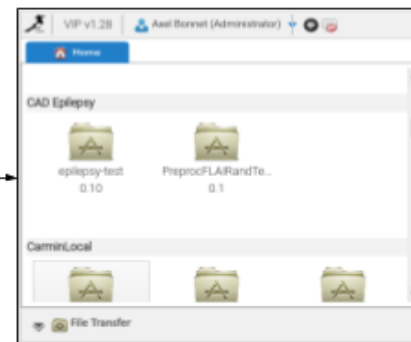 VIP v1.28 Axel Bonnet (Administrator)
Home
CAD Epilepsy
epilepsy-test PreprocFLAIRandTe...
0.10 0.1
CarminLocal
File Transfer